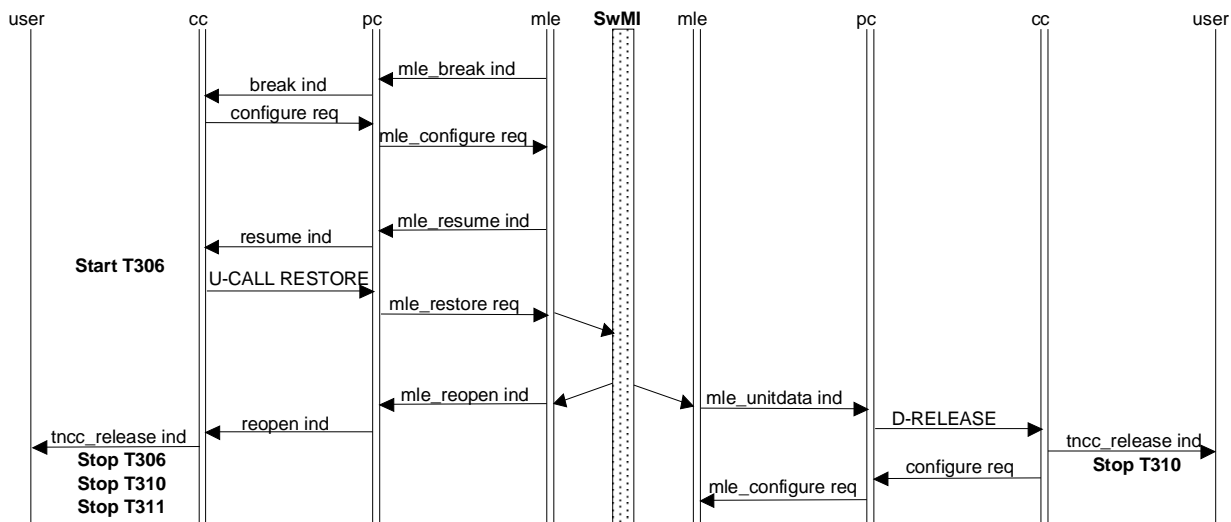 user cc pc mle SwMI mle pc cc user
mle_break ind
break ind
configure req
mle_configure req
mle_resume ind
resume ind
Start T306
U-CALL RESTORE
mle_restore req
mle_reopen ind mle_unitdata ind
reopen ind D-RELEASE
tncc_release ind tncc_release ind
Stop T306 configure req Stop T310
Stop T310 mle_configure req
Stop T311